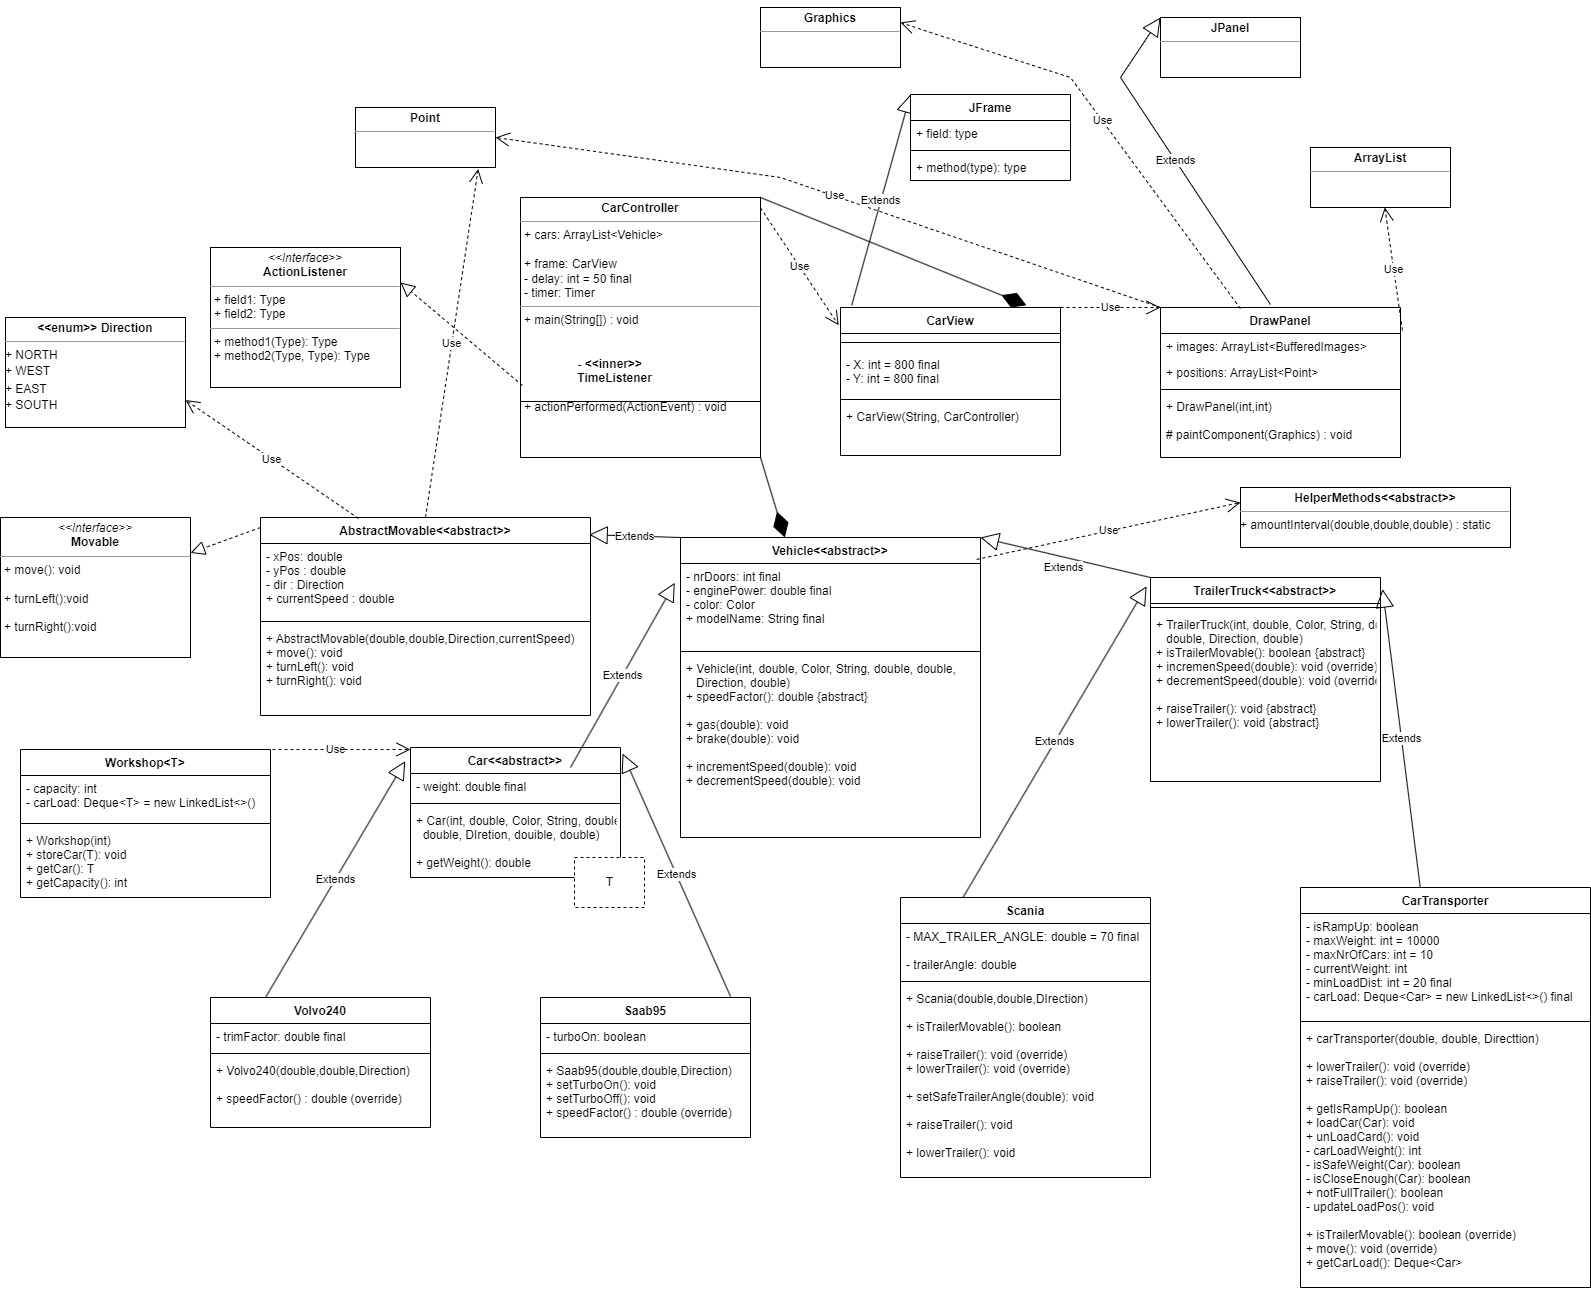 Graphics
JPanel
Use
Extends
JFrame
+ field: type
+ method(type): type
Extends
Point
Use
ArrayList
Use
CarController
+ cars: ArrayList<Vehicle>
+ frame: CarView
- delay: int = 50 final
- timer: Timer
+ main(String[]) : void
- <<inner>>
TimeListener
+ actionPerformed(ActionEvent) : void
Use
<<Interface>>
ActionListener
+ field1: Type
+ field2: Type
+ method1(Type): Type
+ method2(Type, Type): Type
Use
<<enum>> Direction
+ NORTH
+ WEST
+ EAST
+ SOUTH
Use
CarView
- X: int = 800 final
- Y: int = 800 final
+ CarView(String, CarController)
Use
DrawPanel
+ images: ArrayList<BufferedImages>
+ positions: ArrayList<Point>
+ DrawPanel(int,int)
# paintComponent(Graphics) : void
<<Interface>>
Movable
+ move(): void
+ turnLeft():void
+ turnRight():void
AbstractMovable<<abstract>>
- xPos: double
- yPos : double
- dir : Direction
+ currentSpeed : double
+ AbstractMovable(double,double,Direction,currentSpeed)
+ move(): void
+ turnLeft(): void
+ turnRight(): void
Extends
Vehicle<<abstract>>
- nrDoors: int final
- enginePower: double final
- color: Color
+ modelName: String final
+ Vehicle(int, double, Color, String, double, double,
Direction, double)
+ speedFactor(): double {abstract}
+ gas(double): void
+ brake(double): void
+ incrementSpeed(double): void
+ decrementSpeed(double): void
Use
HelperMethods<<abstract>>
+ amountInterval(double,double,double) : static
Extends
TrailerTruck<<abstract>>
+ TrailerTruck(int, double, Color, String, d
double, Direction, double)
+ isTrailerMovable(): boolean {abstract}
+ incremenSpeed(double): void (override)
+ decrementSpeed(double): void (overrid
+ raiseTrailer(): void {abstract}
+ lowerTrailer(): void {abstract}
Extends
Extends
Extends
Workshop<T>
- capacity: int
- carLoad: Deque<T> = new LinkedList<>()
+ Workshop(int)
+ storeCar(T): void
+ getCar(): T
+ getCapacity(): int
Use
Car<<abstract>>
- weight: double final
+ Car(int, double, Color, String, double
double, DIretion, douible, double)
+ getWeight(): double
T
Extends
Extends
Volvo240
- trimFactor: double final
+ Volvo240(double,double,Direction)
+ speedFactor() : double (override)
Saab95
- turboOn: boolean
+ Saab95(double,double,Direction)
+ setTurboOn(): void
+ setTurboOff(): void
+ speedFactor() : double (override)
Scania
- MAX_TRAILER_ANGLE: double = 70 final
- trailerAngle: double
+ Scania(double,double,DIrection)
+ isTrailerMovable(): boolean
+ raiseTrailer(): void (override)
+ lowerTrailer(): void (override)
+ setSafeTrailerAngle(double): void
+ raiseTrailer(): void
+ lowerTrailer(): void
CarTransporter
- isRampUp: boolean
- maxWeight: int = 10000
- maxNrOfCars: int = 10
- currentWeight: int
- minLoadDist: int = 20 final
- carLoad: Deque<Car> = new LinkedList<>() final
+ carTransporter(double, double, Directtion)
+ lowerTrailer(): void (override)
+ raiseTrailer(): void (override)
+ getIsRampUp(): boolean
+ loadCar(Car): void
+ unLoadCard(): void
- carLoadWeight(): int
- isSafeWeight(Car): boolean
- isCloseEnough(Car): boolean
+ notFullTrailer(): boolean
- updateLoadPos(): void
+ isTrailerMovable(): boolean (override)
+ move(): void (override)
+ getCarLoad(): Deque<Car>